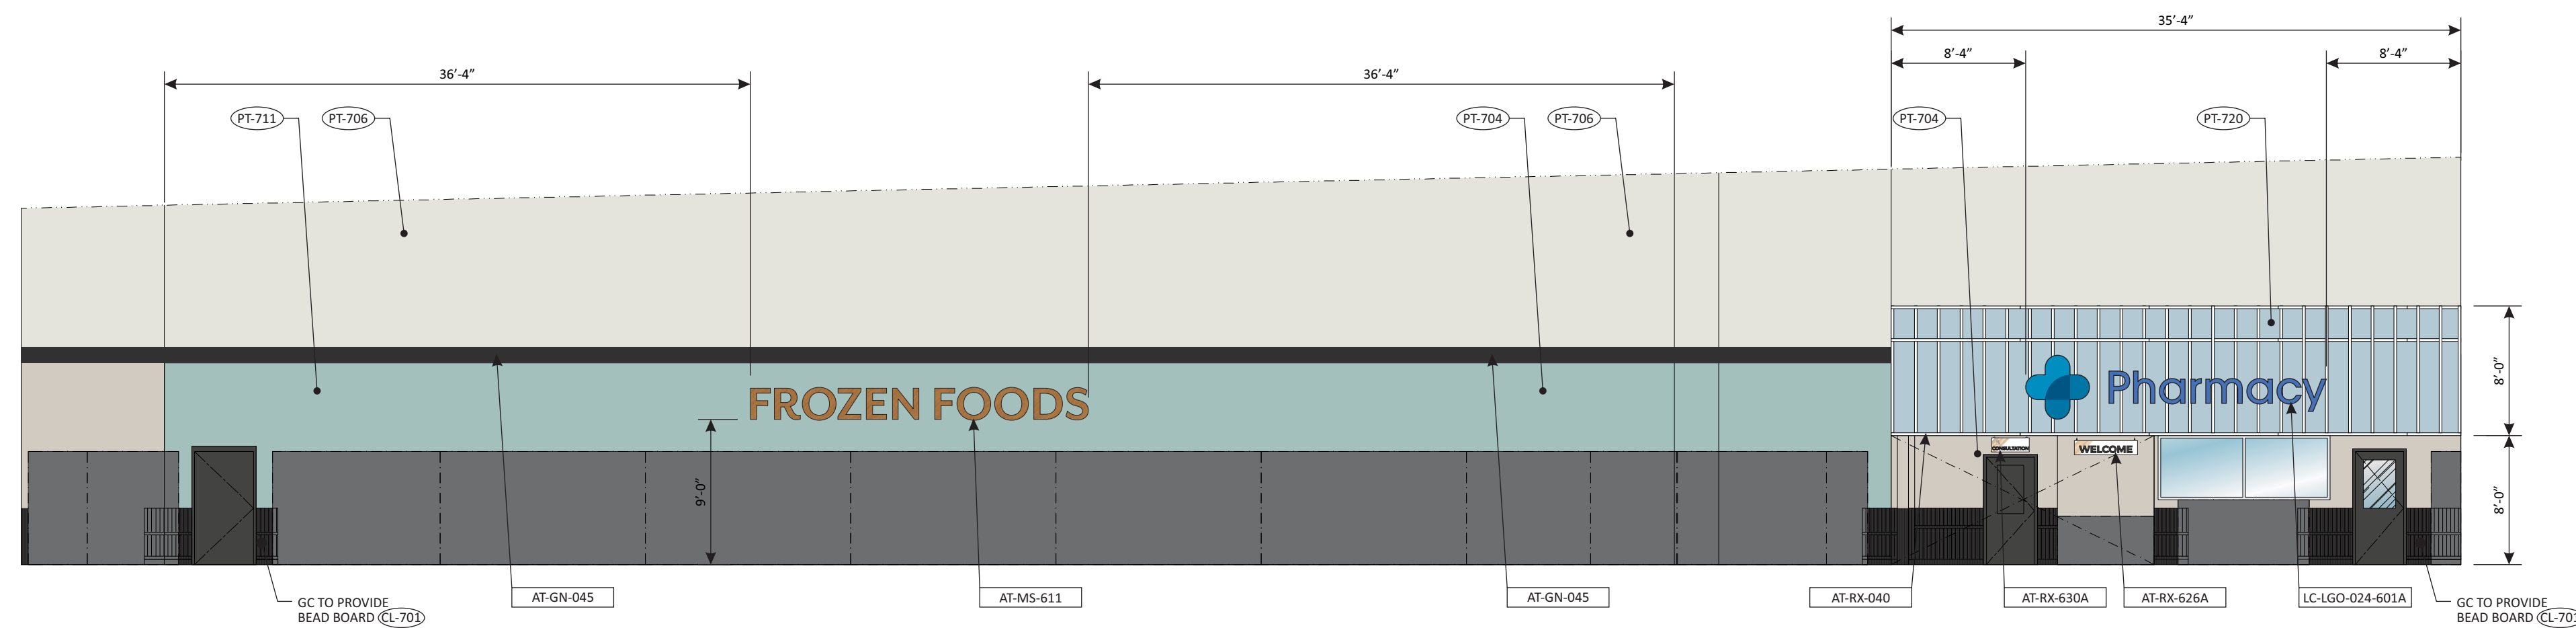 35'-4"
8'-4"
8'-4"
36'-4"
36'-4"
PT-711
PT-706
PT-704
PT-706
PT-704
PT-720
FROZEN FOODS
Pharmacy
8'-0"
CONSULTATION
WELCOME
9'-0"
8'-0"
AT-GN-045
AT-MS-611
AT-GN-045
AT-RX-040
AT-RX-630A
AT-RX-626A
LC-LGO-024-601A
GC TO PROVIDE
BEAD BOARD CL-701
GC TO PROVIDE
BEAD BOARD CL-701